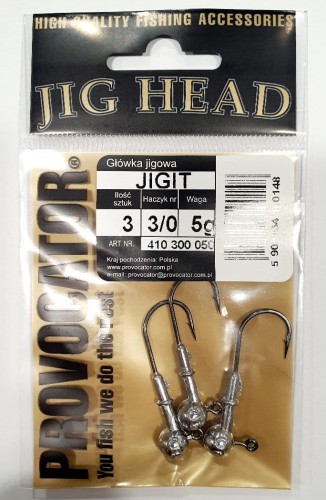 HIGH QUALITY FISHING ACCESSORIES
JIG HEAD
PROVOCATOR®
You fish we do the rest
Główka jigowa
JIGIT
Ilość sztuk Haczyk nr Waga
3 3/0 5g
ART. NR. 410 300 050
Kraj pochodzenia: Polska
www.provocator.com.pl
e-mail: provocator@provocator.com.pl